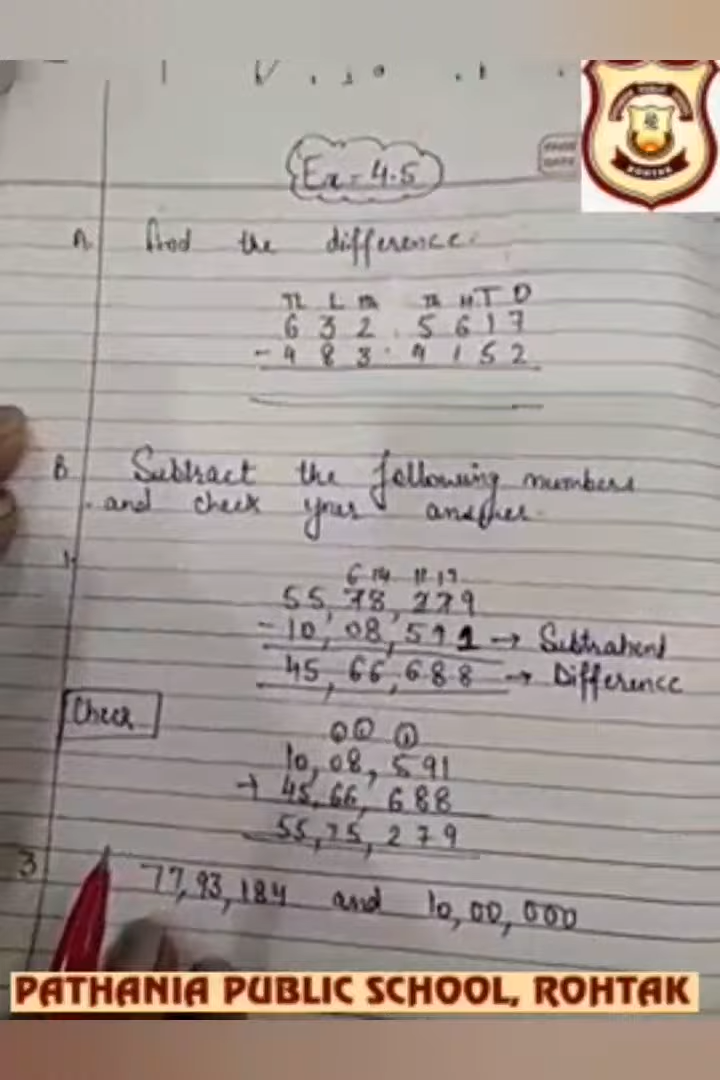 Ex - 4.5
A. find the difference.
TL L TTh Th H T O
6 3 2 . 5 6 1 7
- 4 8 3 . 4 1 5 2
B. Subtract the following numbers
and check your answer.
1.
55,78,279
- 10,08,591 → Subtrahend
45,66,688 → Difference
Check
10,08,591
+ 45,66,688
55,75,279
3 77,93,184 and 10,00,000
ROHTAK
PATHANIA PUBLIC SCHOOL, ROHTAK